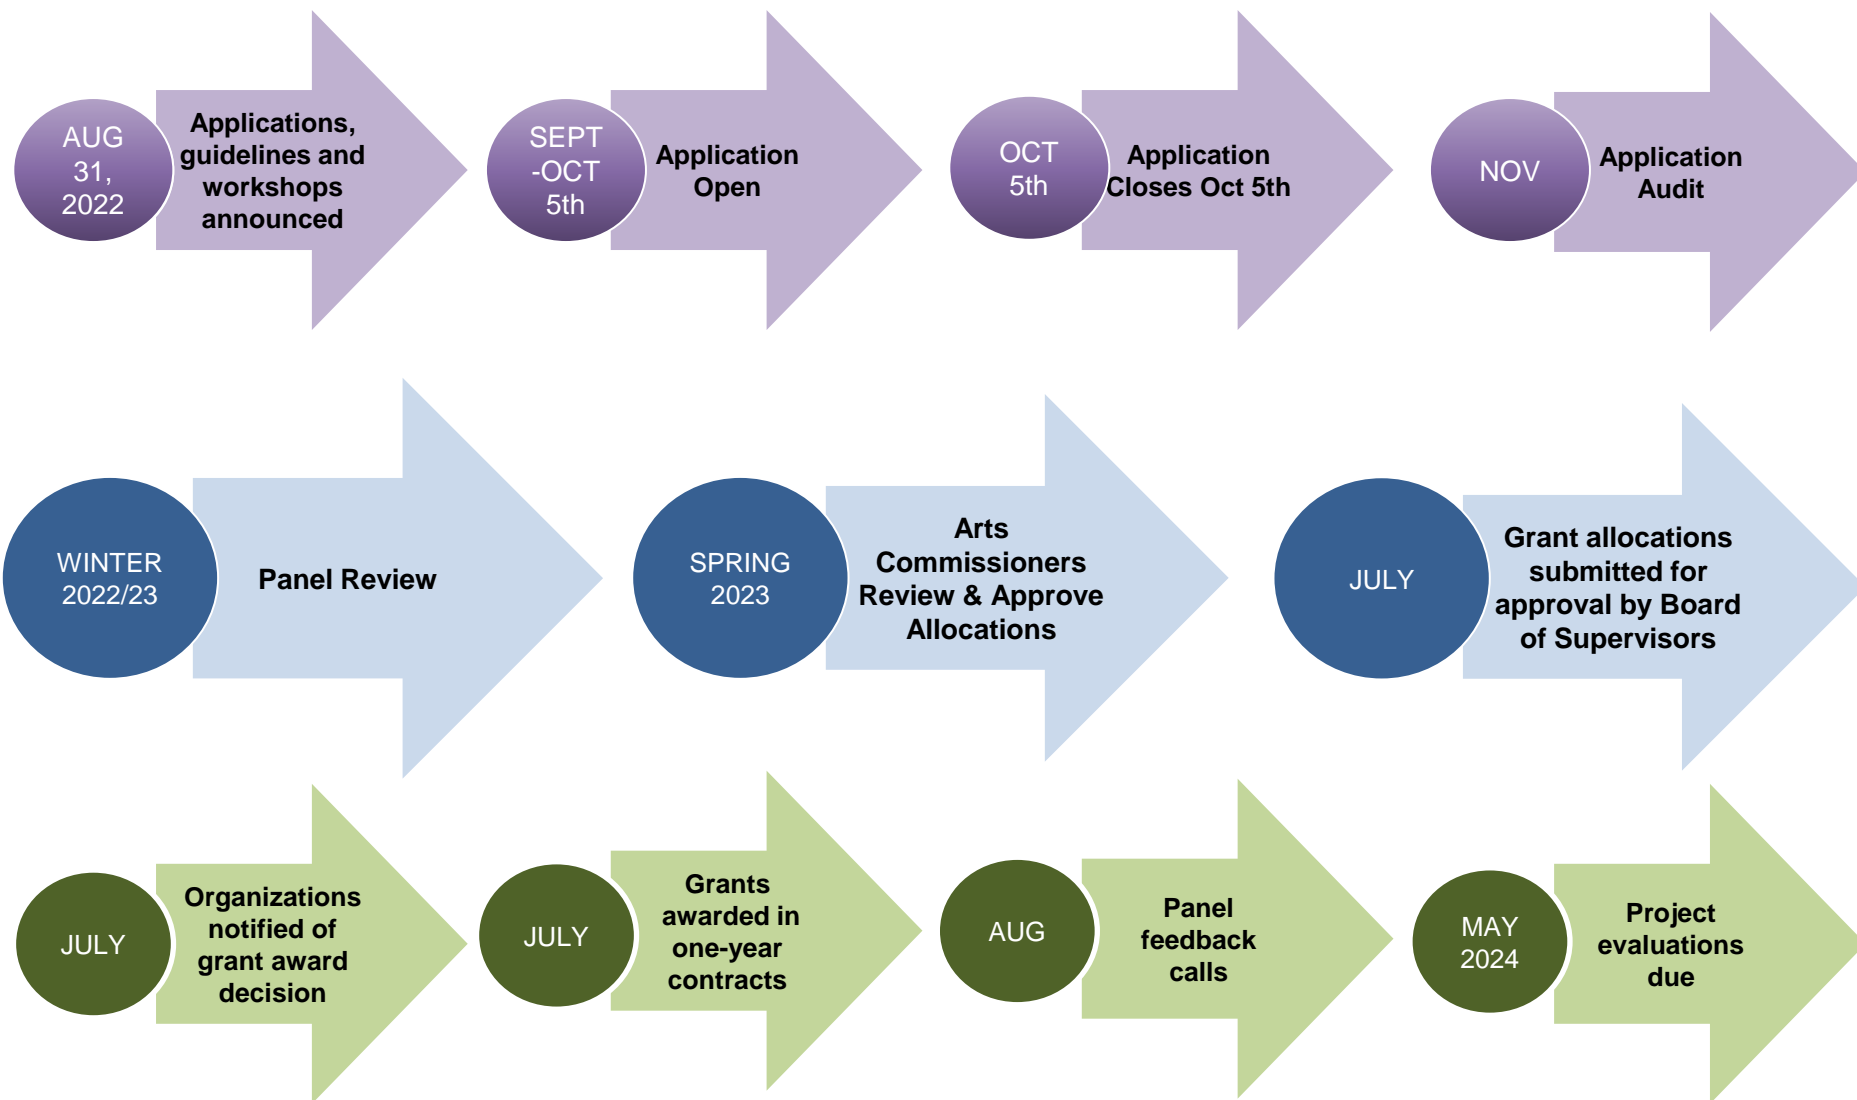 AUG
31,
2022
Applications,
guidelines and
workshops
announced
SEPT
-OCT
5th
Application
Open
OCT
5th
Application
Closes Oct 5th
NOV
Application
Audit
WINTER
2022/23
Panel Review
SPRING
2023
Arts
Commissioners
Review & Approve
Allocations
JULY
Grant allocations
submitted for
approval by Board
of Supervisors
JULY
Organizations
notified of
grant award
decision
JULY
Grants
awarded in
one-year
contracts
AUG
Panel
feedback
calls
MAY
2024
Project
evaluations
due